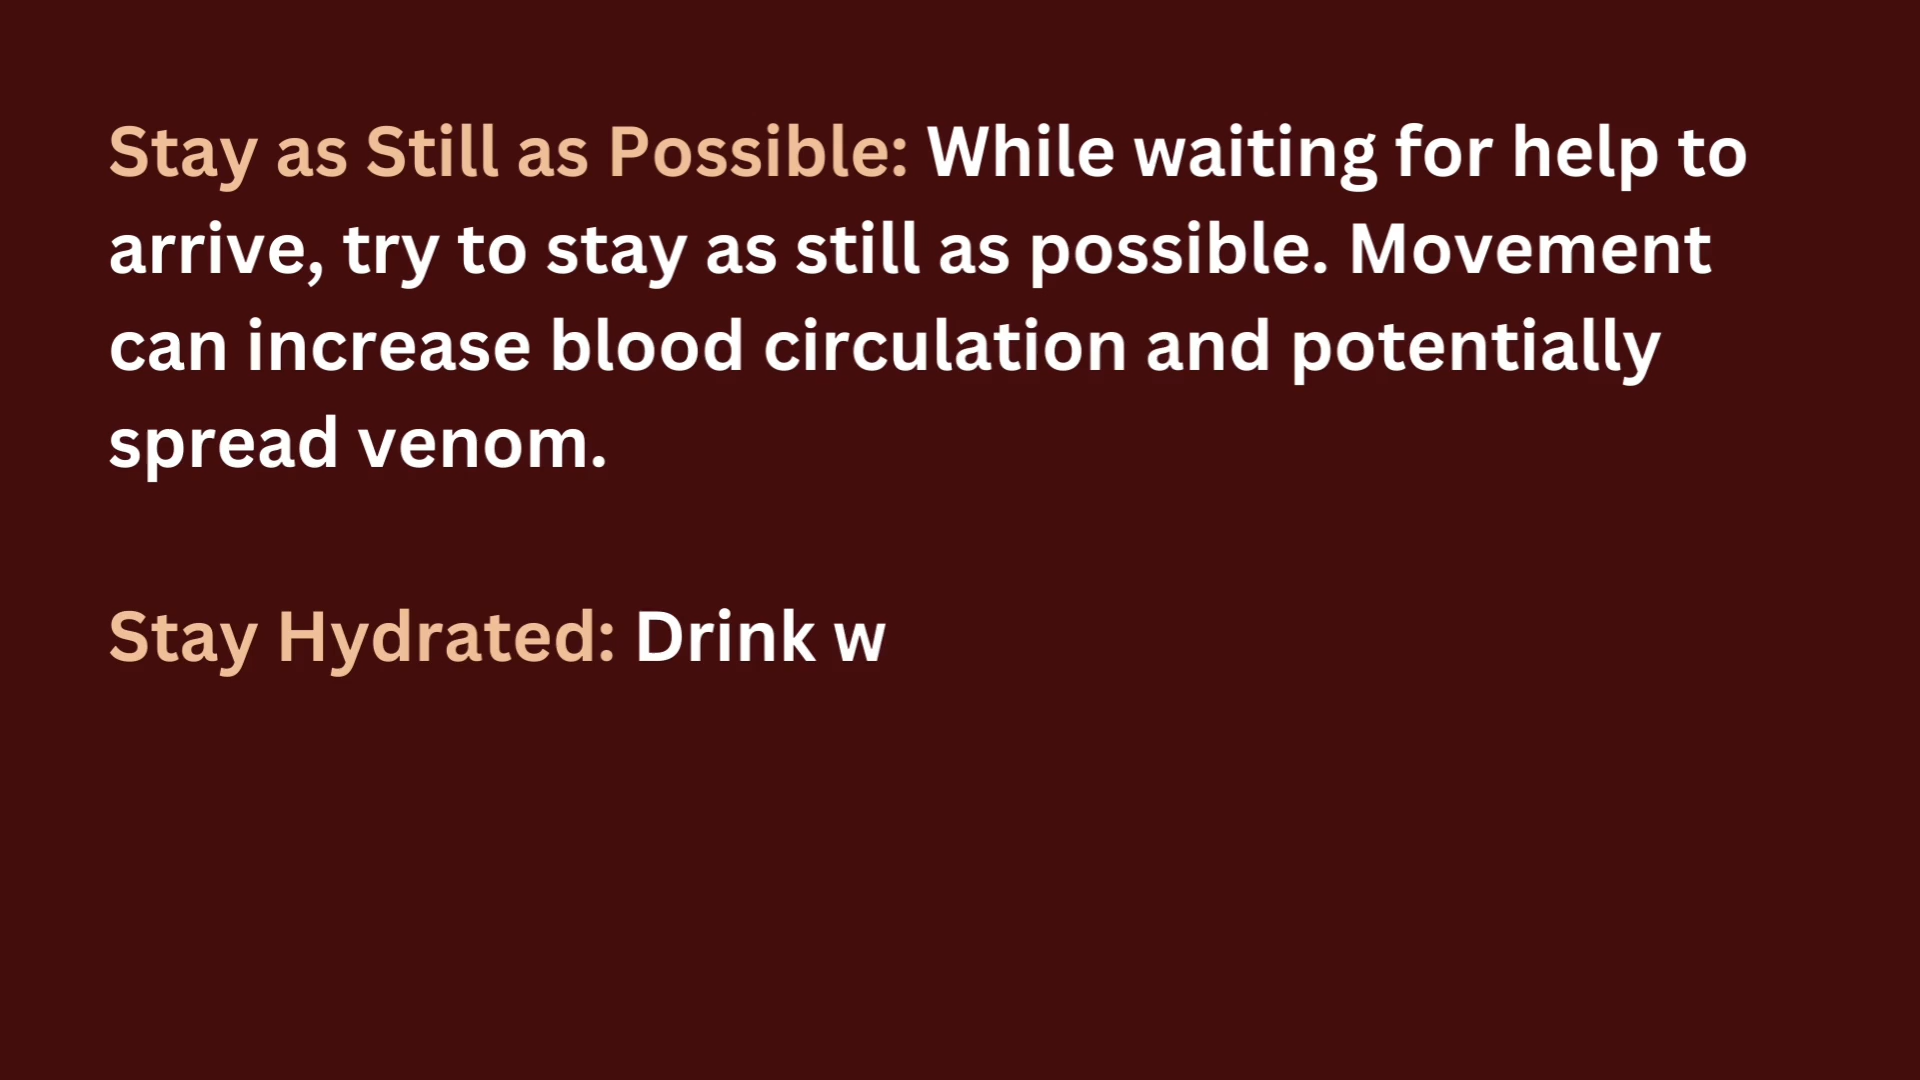 Stay as Still as Possible: While waiting for help to
arrive, try to stay as still as possible. Movement
can increase blood circulation and potentially
spread venom.
Stay Hydrated: Drink w